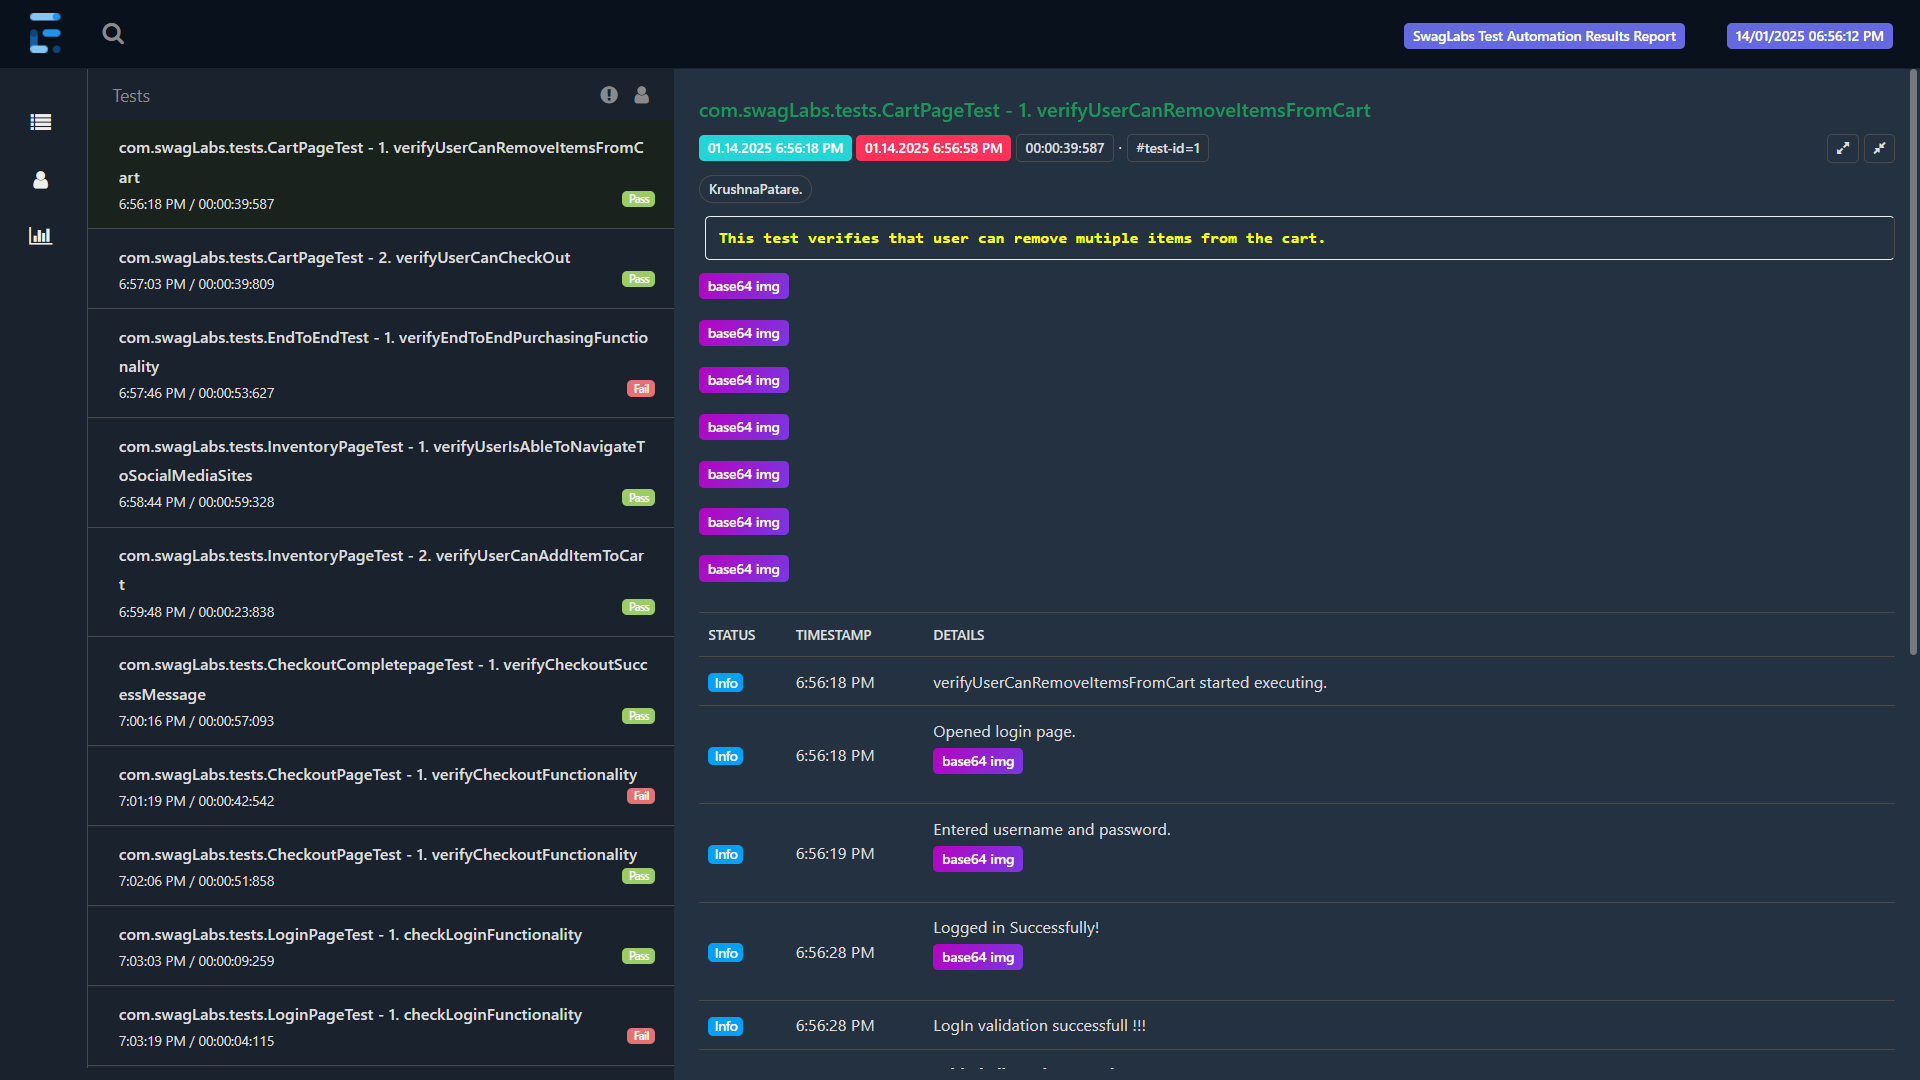 SwagLabs Test Automation Results Report
14/01/2025 06:56:12 PM
Tests
com.swagLabs.tests.CartPageTest - 1. verifyUserCanRemoveItemsFromC
art
6:56:18 PM / 00:00:39:587
Pass
com.swagLabs.tests.CartPageTest - 2. verifyUserCanCheckOut
6:57:03 PM / 00:00:39:809
Pass
com.swagLabs.tests.EndToEndTest - 1. verifyEndToEndPurchasingFunctio
nality
6:57:46 PM / 00:00:53:627
Fail
com.swagLabs.tests.InventoryPageTest - 1. verifyUserIsAbleToNavigateT
oSocialMediaSites
6:58:44 PM / 00:00:59:328
Pass
com.swagLabs.tests.InventoryPageTest - 2. verifyUserCanAddItemToCar
t
6:59:48 PM / 00:00:23:838
Pass
com.swagLabs.tests.CheckoutCompletepageTest - 1. verifyCheckoutSucc
essMessage
7:00:16 PM / 00:00:57:093
Pass
com.swagLabs.tests.CheckoutPageTest - 1. verifyCheckoutFunctionality
7:01:19 PM / 00:00:42:542
Fail
com.swagLabs.tests.CheckoutPageTest - 1. verifyCheckoutFunctionality
7:02:06 PM / 00:00:51:858
Pass
com.swagLabs.tests.LoginPageTest - 1. checkLoginFunctionality
7:03:03 PM / 00:00:09:259
Pass
com.swagLabs.tests.LoginPageTest - 1. checkLoginFunctionality
7:03:19 PM / 00:00:04:115
Fail
com.swagLabs.tests.CartPageTest - 1. verifyUserCanRemoveItemsFromCart
01.14.2025 6:56:18 PM 01.14.2025 6:56:58 PM 00:00:39:587 · #test-id=1
KrushnaPatare.
This test verifies that user can remove mutiple items from the cart.
base64 img
base64 img
base64 img
base64 img
base64 img
base64 img
base64 img
STATUS TIMESTAMP DETAILS
Info 6:56:18 PM verifyUserCanRemoveItemsFromCart started executing.
Info 6:56:18 PM Opened login page.
base64 img
Info 6:56:19 PM Entered username and password.
base64 img
Info 6:56:28 PM Logged in Successfully!
base64 img
Info 6:56:28 PM LogIn validation successfull !!!